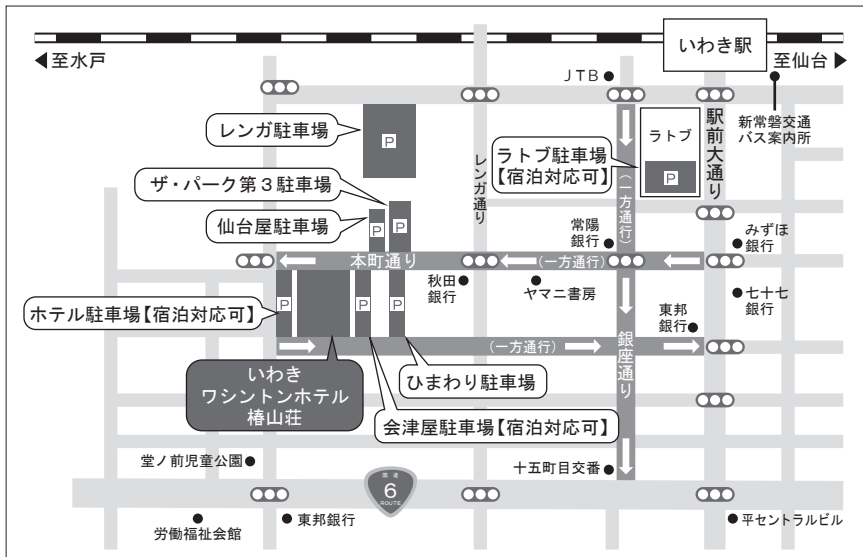 いわき駅
至水戸
至仙台
JTB
新常磐交通
バス案内所
レンガ駐車場
P
ラトブ
P
ラトブ駐車場
【宿泊対応可】
駅前大通り
レンガ通り
(一方通行)
ザ・パーク第3駐車場
仙台屋駐車場
P
P
常陽
銀行
みずほ
銀行
本町通り
(一方通行)
秋田
銀行
ヤマニ書房
七十七
銀行
ホテル駐車場【宿泊対応可】
P
P
P
東邦
銀行
銀座通り
(一方通行)
いわき
ワシントンホテル
椿山荘
ひまわり駐車場
会津屋駐車場【宿泊対応可】
堂ノ前児童公園
十五町目交番
国道
6
ROUTE
労働福祉会館
東邦銀行
平セントラルビル